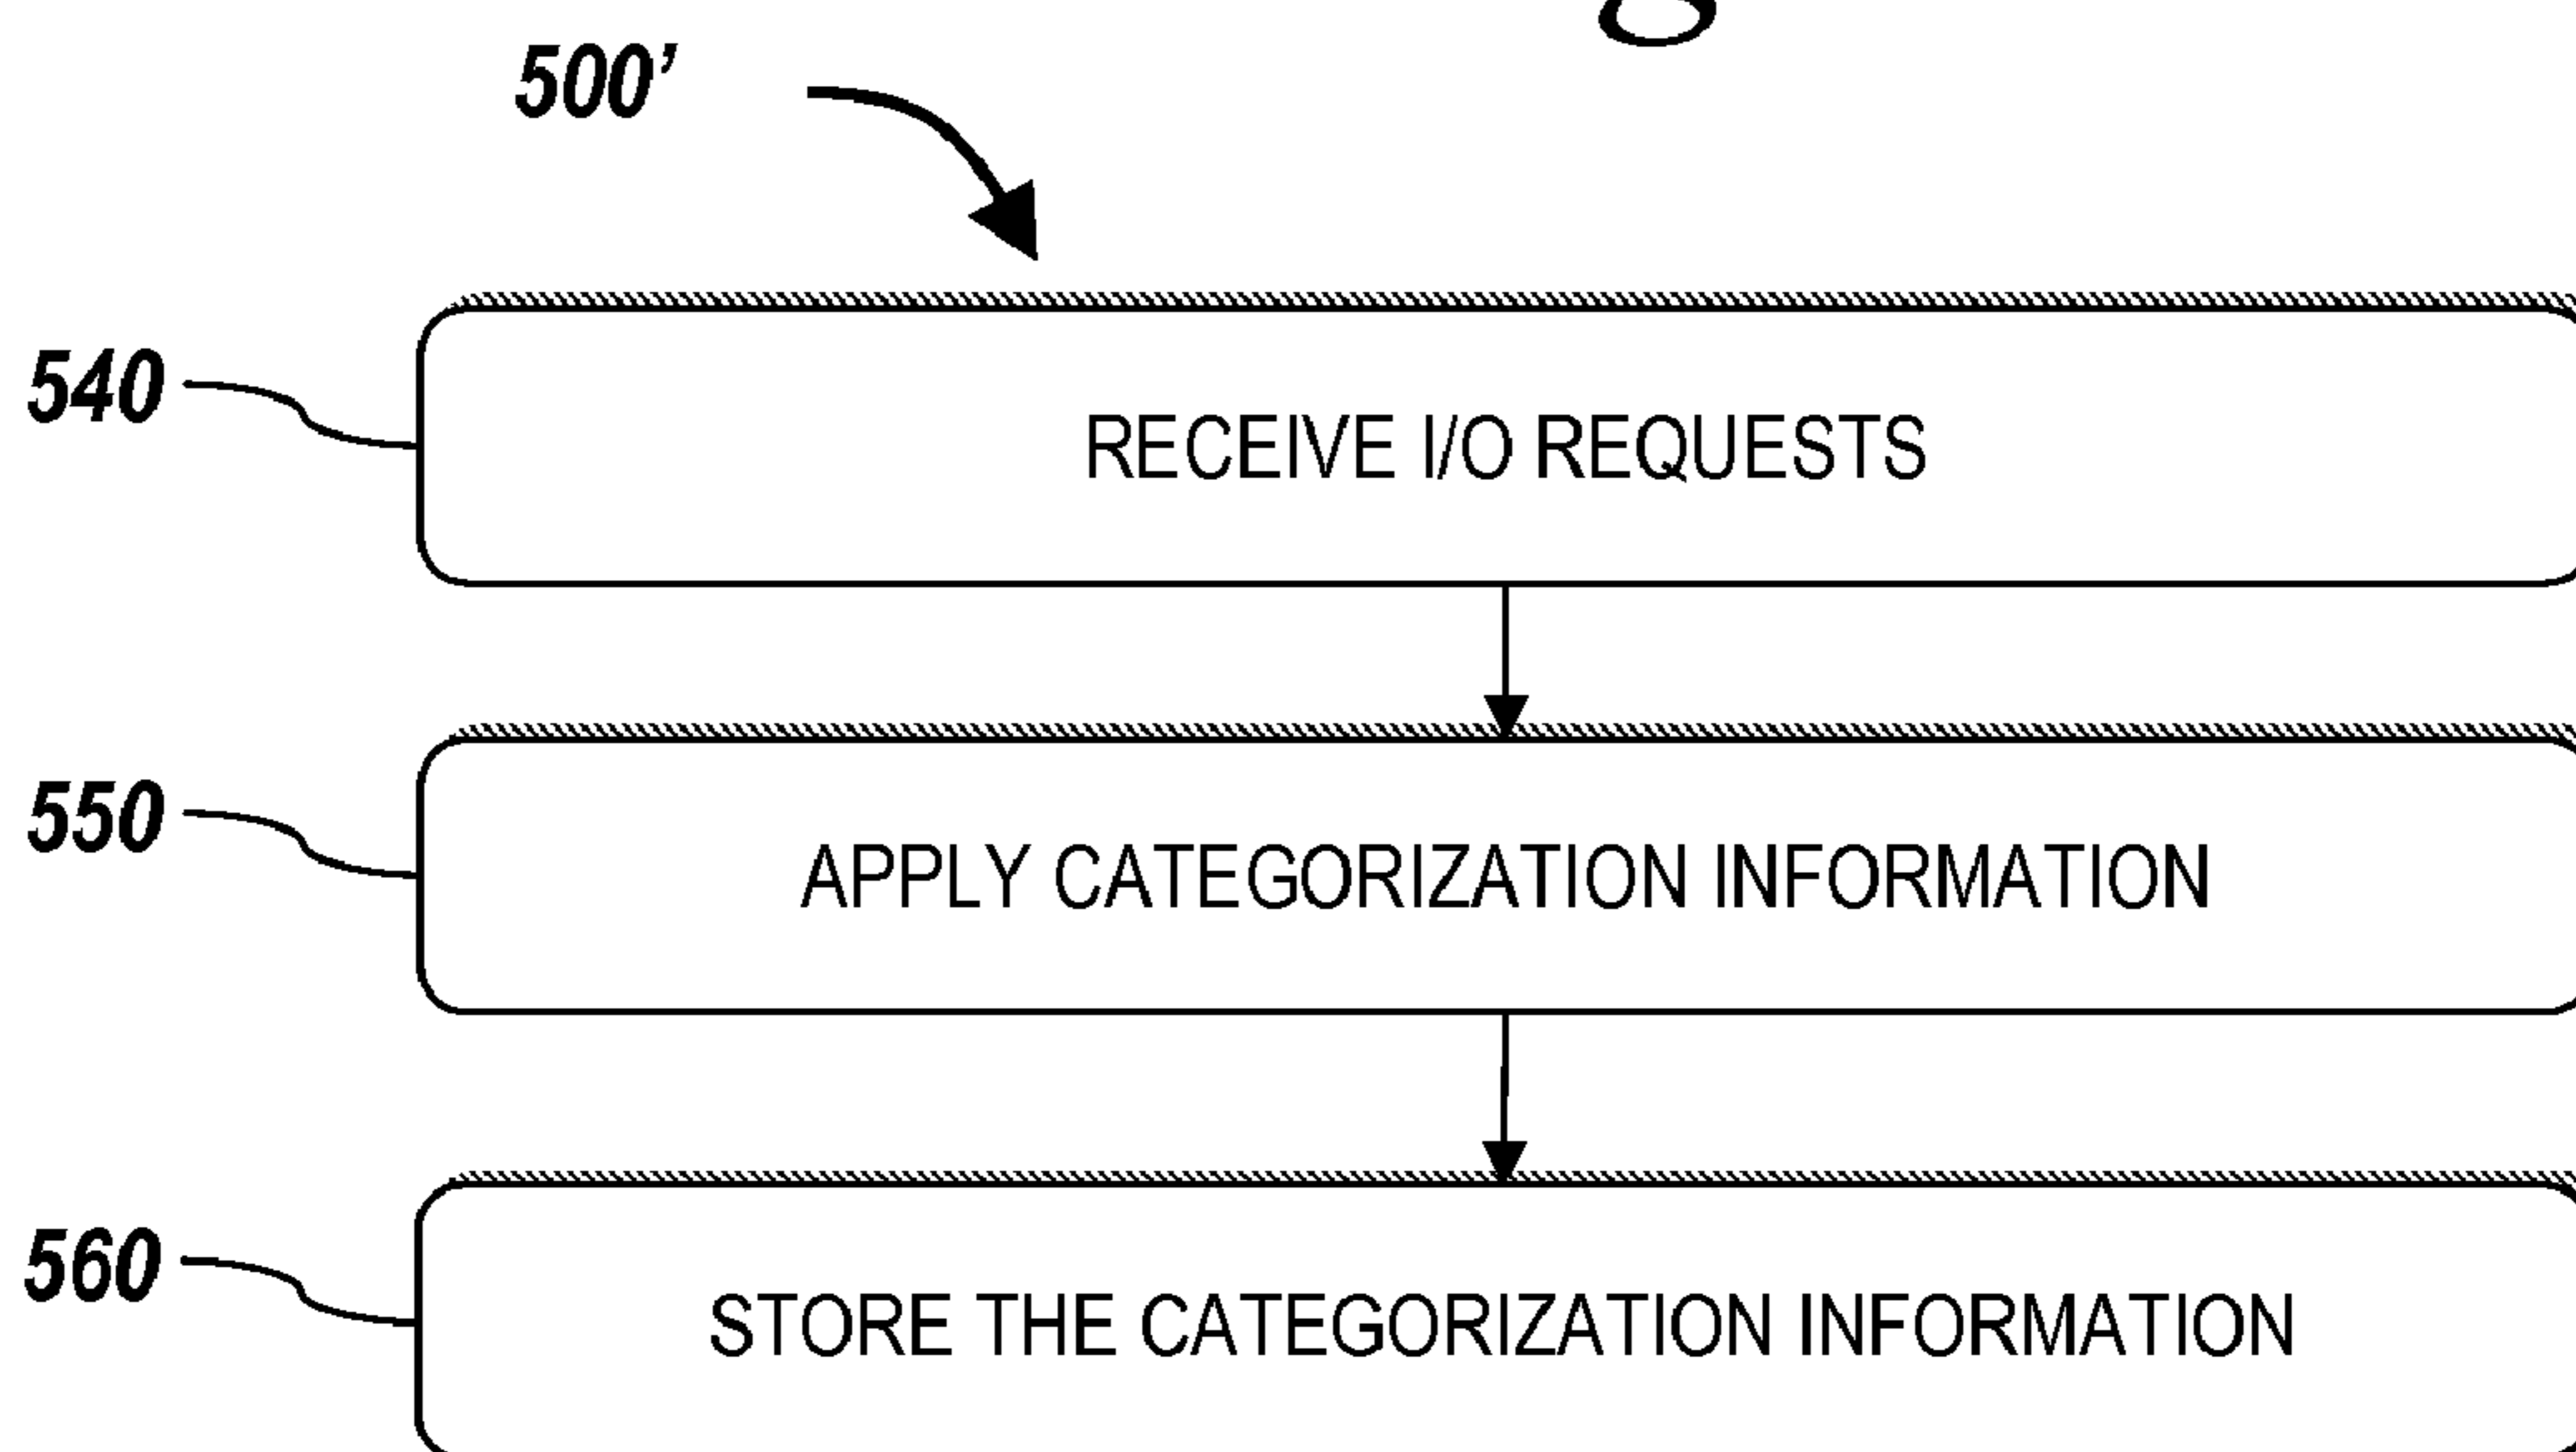 500’
540
RECEIVE I/O REQUESTS
550
APPLY CATEGORIZATION INFORMATION
560
STORE THE CATEGORIZATION INFORMATION